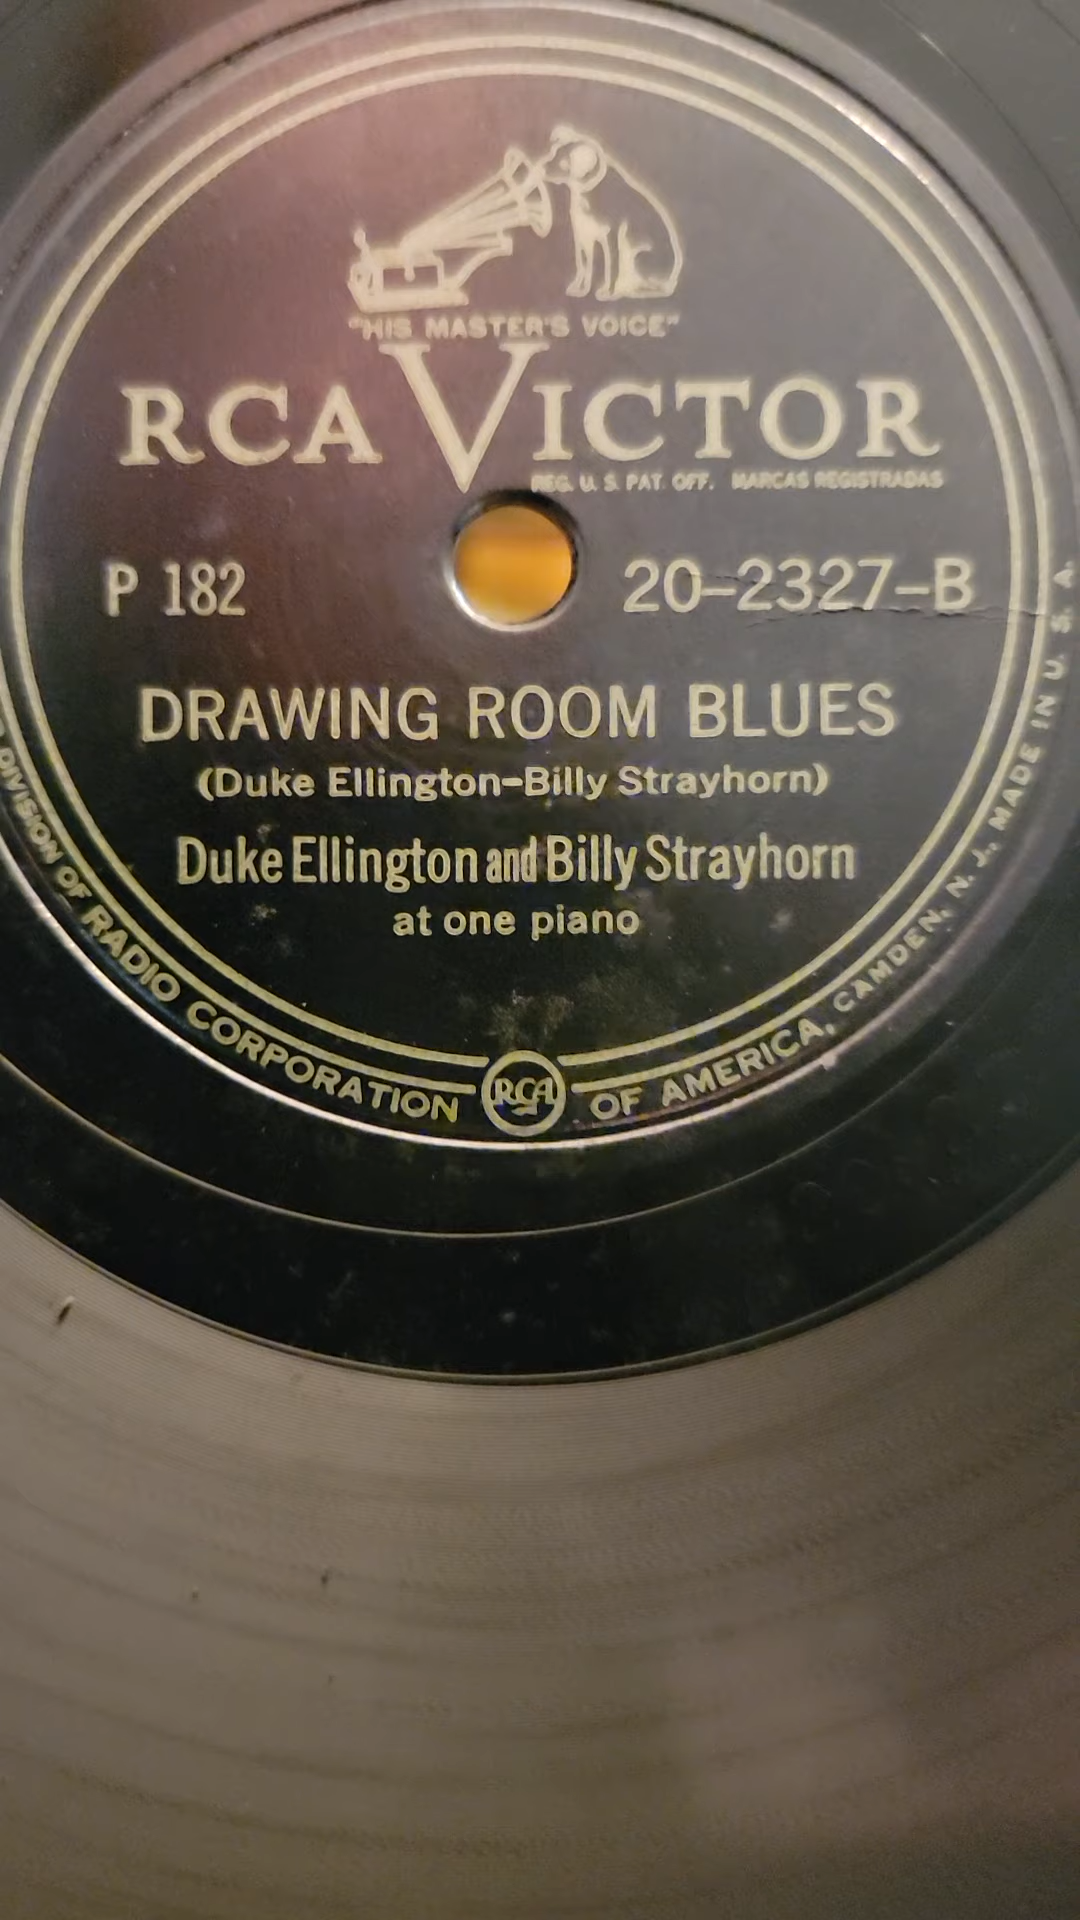 "HIS MASTER'S VOICE"
RCA VICTOR
REG. U. S. PAT. OFF. MARCAS REGISTRADAS
P 182
20-2327-B
DRAWING ROOM BLUES
(Duke Ellington-Billy Strayhorn)
Duke Ellington and Billy Strayhorn
at one piano
DIVISION OF RADIO CORPORATION OF AMERICA, CAMDEN, N. J., MADE IN U. S. A.
RCA